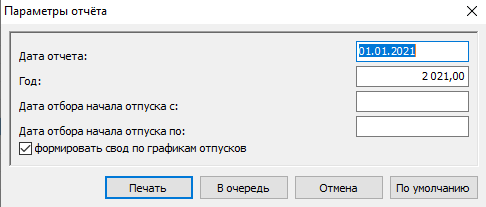 Параметры отчёта
Дата отчета: 01.01.2021
Год: 2 021,00
Дата отбора начала отпуска с:
Дата отбора начала отпуска по:
формировать свод по графикам отпусков
Печать В очередь Отмена По умолчанию